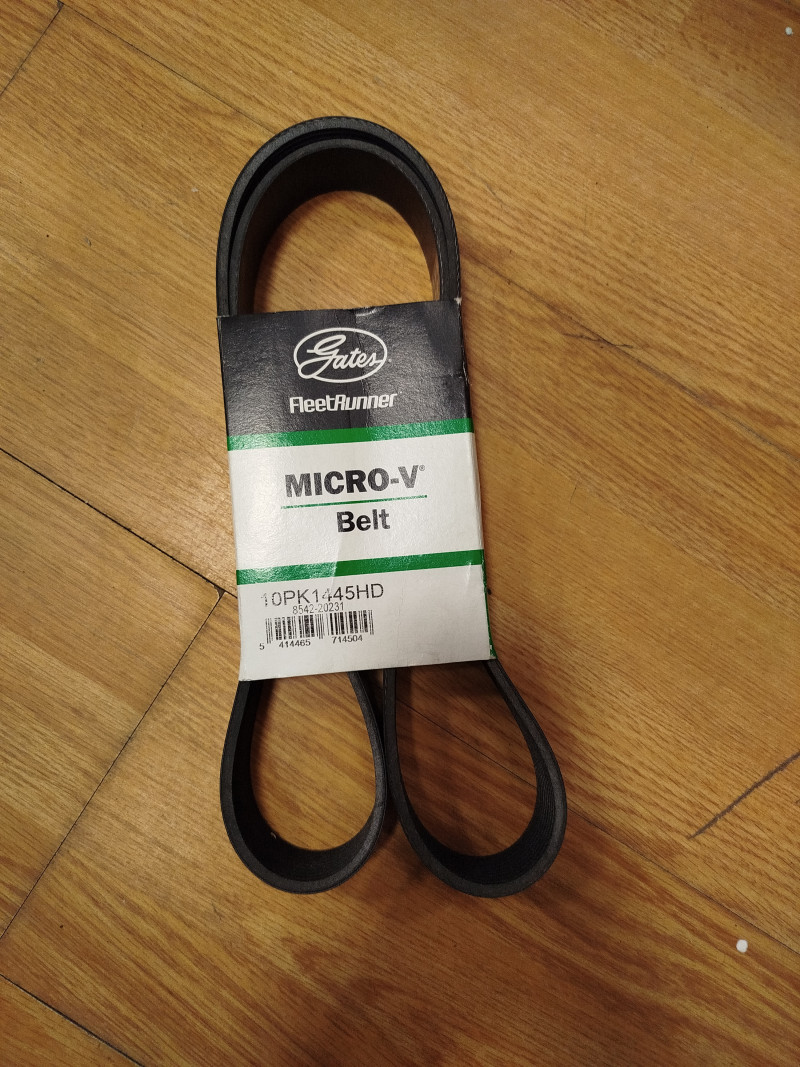 Gates
FleetRunner
MICRO-V®
Belt
10PK1445HD
8542-20231
5 414465 714504